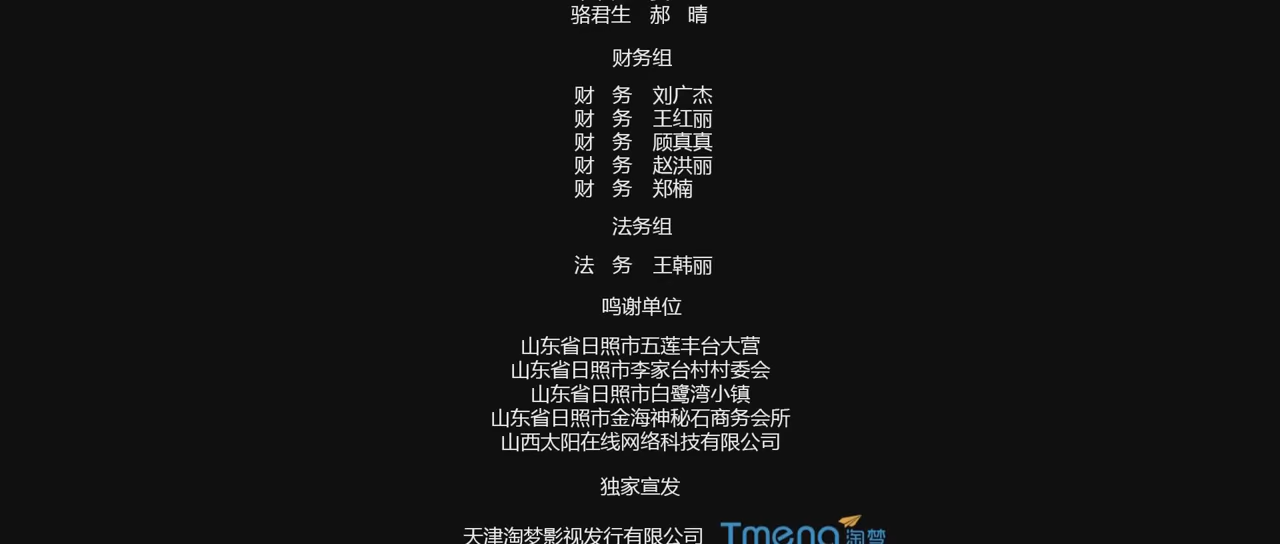 骆君生 郝 晴
财务组
财 务 刘广杰
财 务 王红丽
财 务 顾真真
财 务 赵洪丽
财 务 郑楠
法务组
法 务 王韩丽
鸣谢单位
山东省日照市五莲丰台大营
山东省日照市李家台村村委会
山东省日照市白鹭湾小镇
山东省日照市金海神秘石商务会所
山西太阳在线网络科技有限公司
独家宣发
天津淘梦影视发行有限公司 Tmeng 淘梦